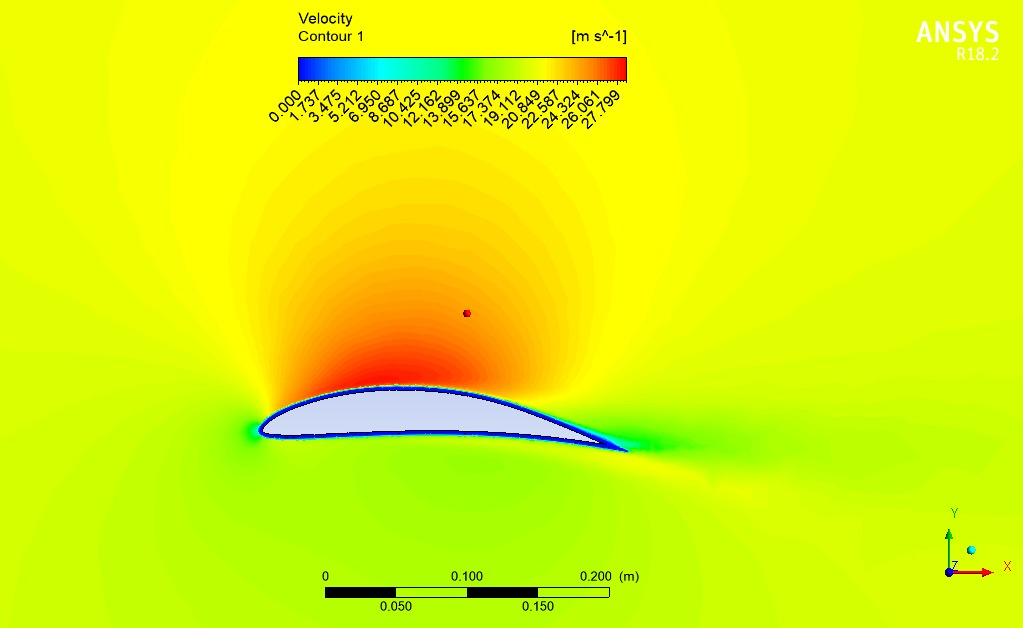 Velocity
Contour 1
[m s^-1]
0.000
1.737
3.475
5.212
6.950
8.687
10.425
12.162
13.899
15.637
17.374
19.112
20.849
22.587
24.324
26.061
27.799
ANSYS
R18.2
0 0.100 0.200 (m)
0.050 0.150
Y
Z
X